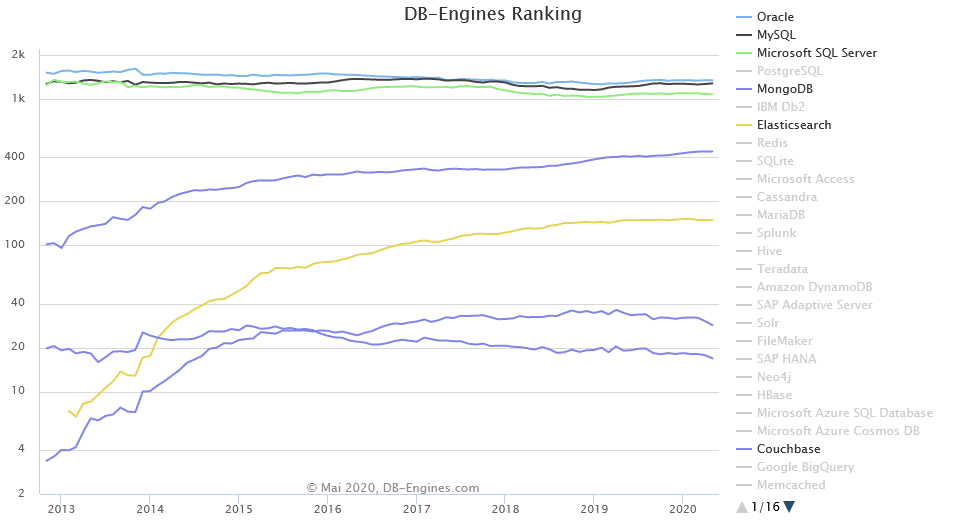 DB-Engines Ranking
2k
1k
400
200
100
40
20
10
4
2
2013 2014 2015 2016 2017 2018 2019 2020
© Mai 2020, DB-Engines.com
Oracle
MySQL
Microsoft SQL Server
PostgreSQL
MongoDB
IBM Db2
Elasticsearch
Redis
SQLite
Microsoft Access
Cassandra
MariaDB
Splunk
Hive
Teradata
Amazon DynamoDB
SAP Adaptive Server
Solr
FileMaker
SAP HANA
Neo4j
HBase
Microsoft Azure SQL Database
Microsoft Azure Cosmos DB
Couchbase
Google BigQuery
Memcached
1/16